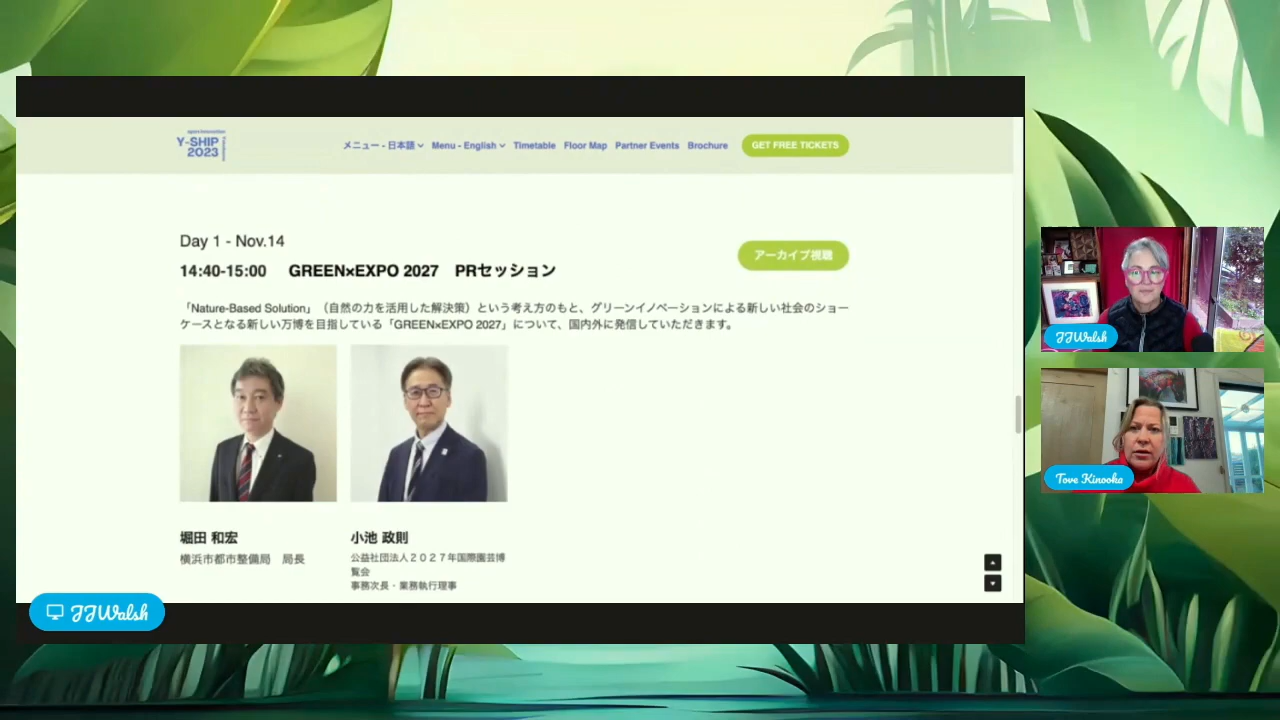 Y-SHIP
2023
メニュー - 日本語 Menu - English Timetable Floor Map Partner Events Brochure GET FREE TICKETS
Day 1 - Nov.14
アーカイブ視聴
14:40-15:00 GREEN×EXPO 2027 PRセッション
「Nature-Based Solution」（自然の力を活用した解決策）という考え方のもと、グリーンイノベーションによる新しい社会のショー
ケースとなる新しい万博を目指している「GREEN×EXPO 2027」について、国内外に発信していただきます。
堀田 和宏
横浜市都市整備局 局長
小池 政則
公益社団法人２０２７年国際園芸博
覧会
事務次長・業務執行理事
JJWalsh
JJWalsh
Tove Kinooka